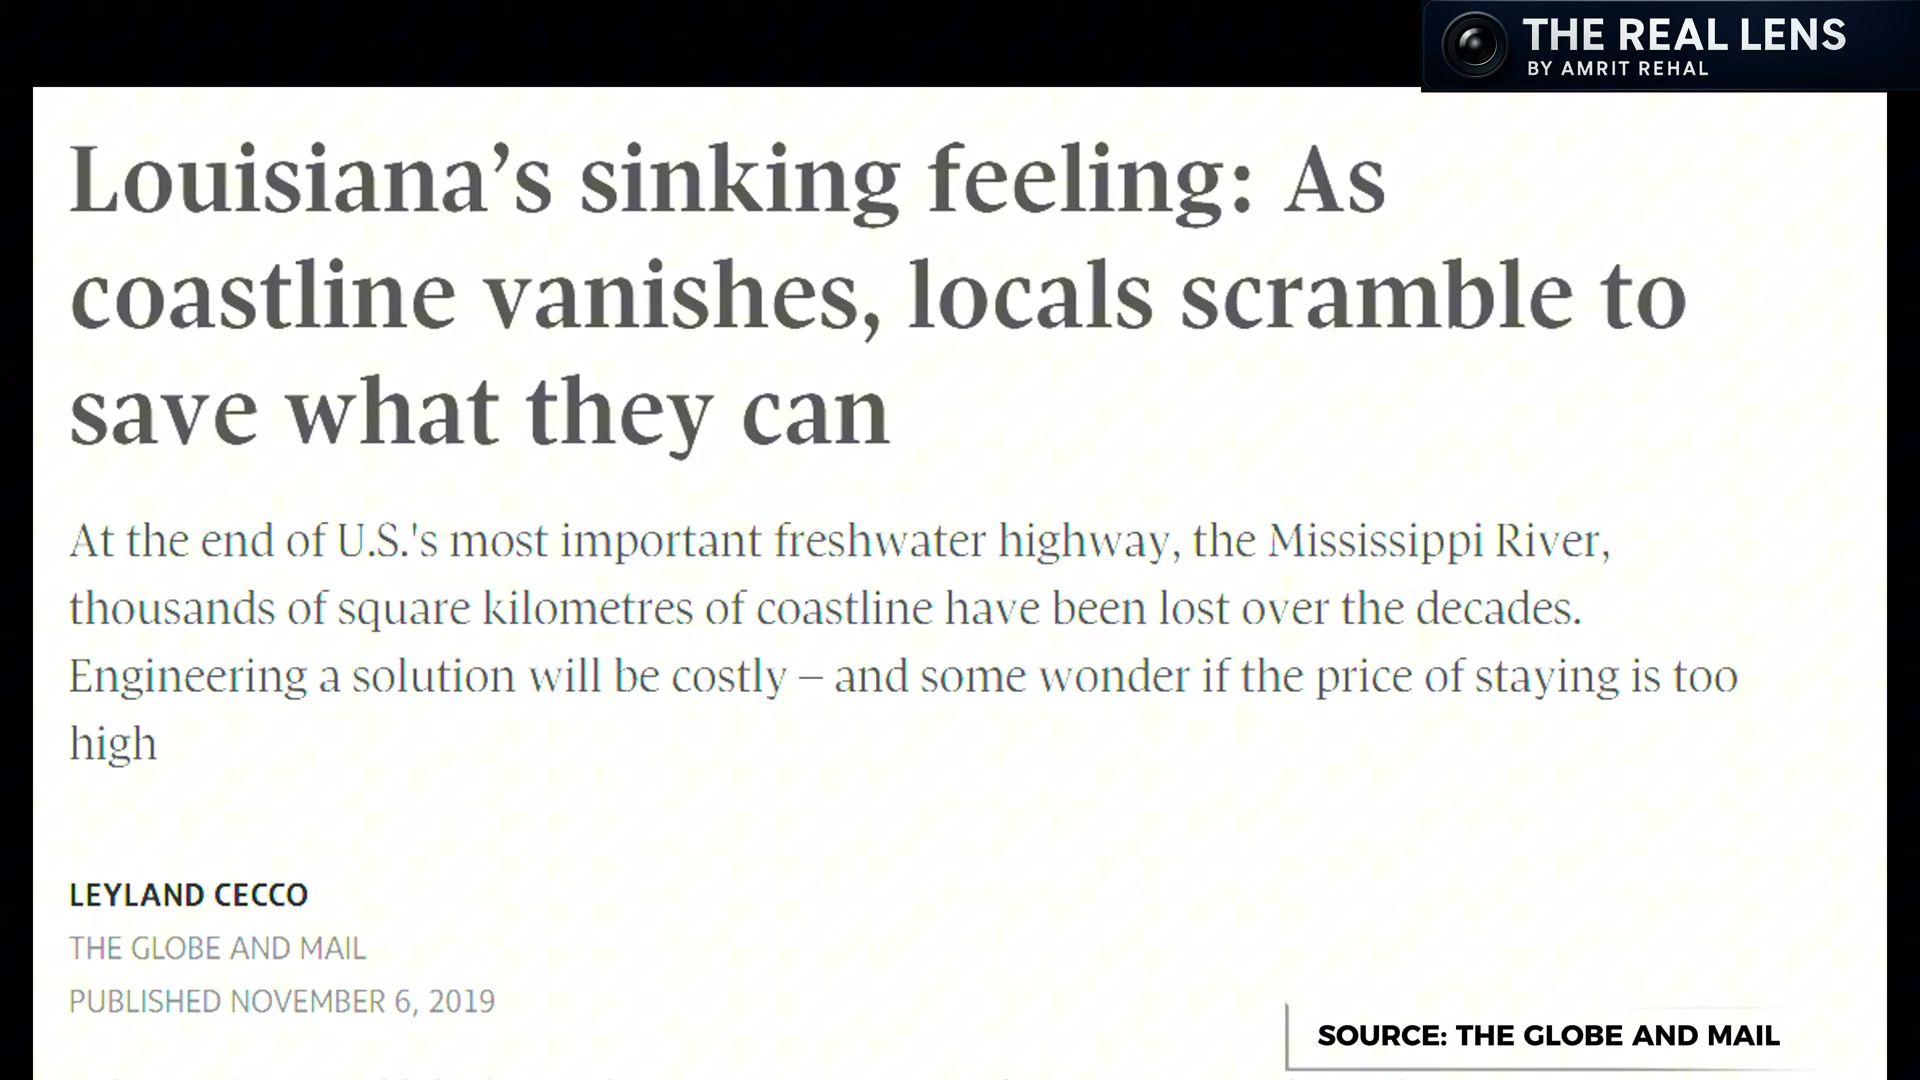 THE REAL LENS
BY AMRIT REHAL
Louisiana’s sinking feeling: As
coastline vanishes, locals scramble to
save what they can
At the end of U.S.'s most important freshwater highway, the Mississippi River,
thousands of square kilometres of coastline have been lost over the decades.
Engineering a solution will be costly – and some wonder if the price of staying is too
high
LEYLAND CECCO
THE GLOBE AND MAIL
PUBLISHED NOVEMBER 6, 2019
SOURCE: THE GLOBE AND MAIL